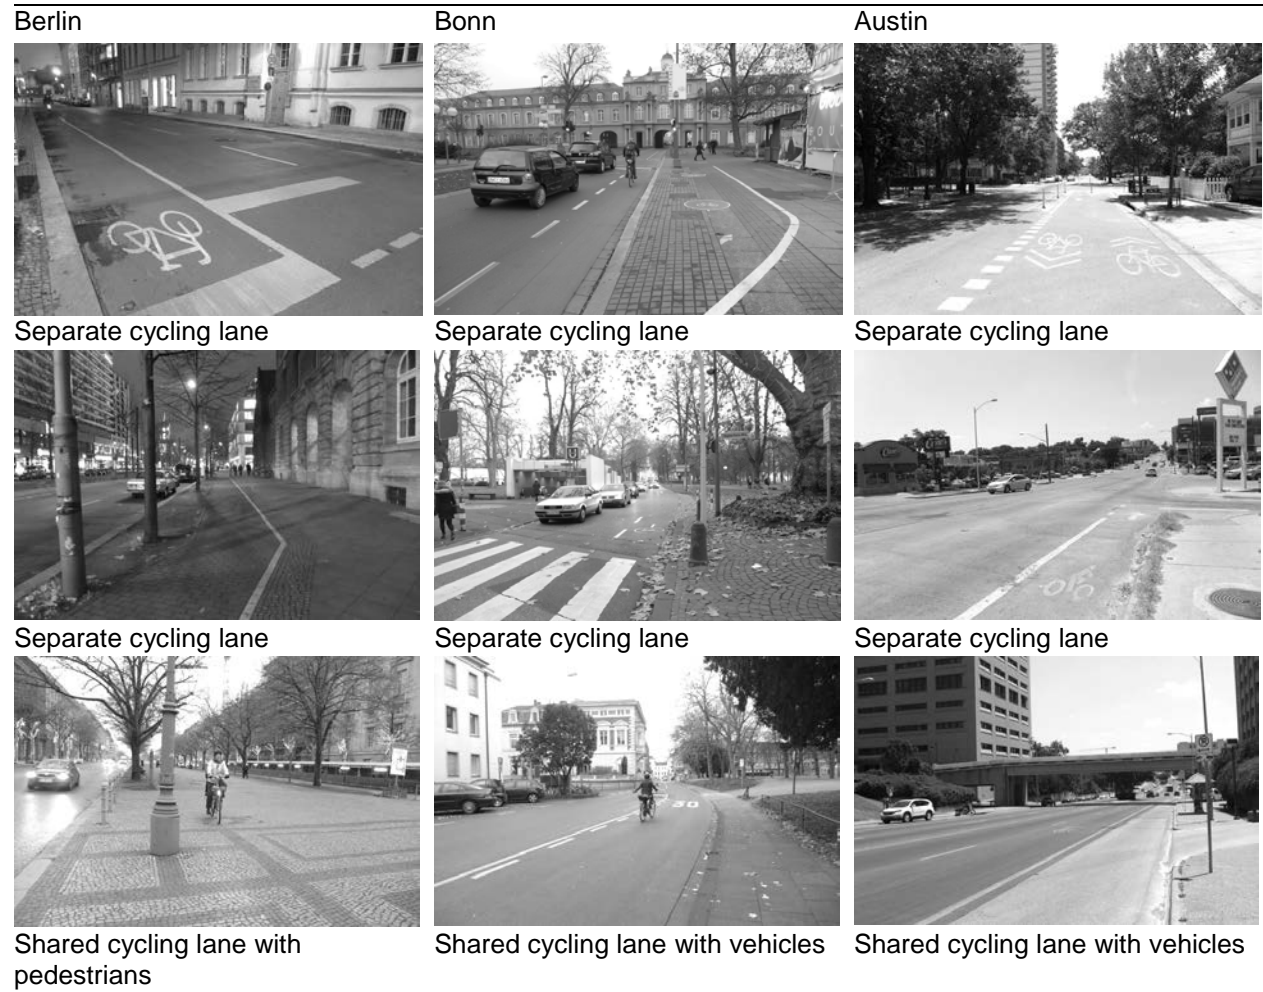 Berlin
Bonn
Austin
Separate cycling lane
Separate cycling lane
Separate cycling lane
Separate cycling lane
Separate cycling lane
Separate cycling lane
30
Shared cycling lane with
pedestrians
Shared cycling lane with vehicles
Shared cycling lane with vehicles